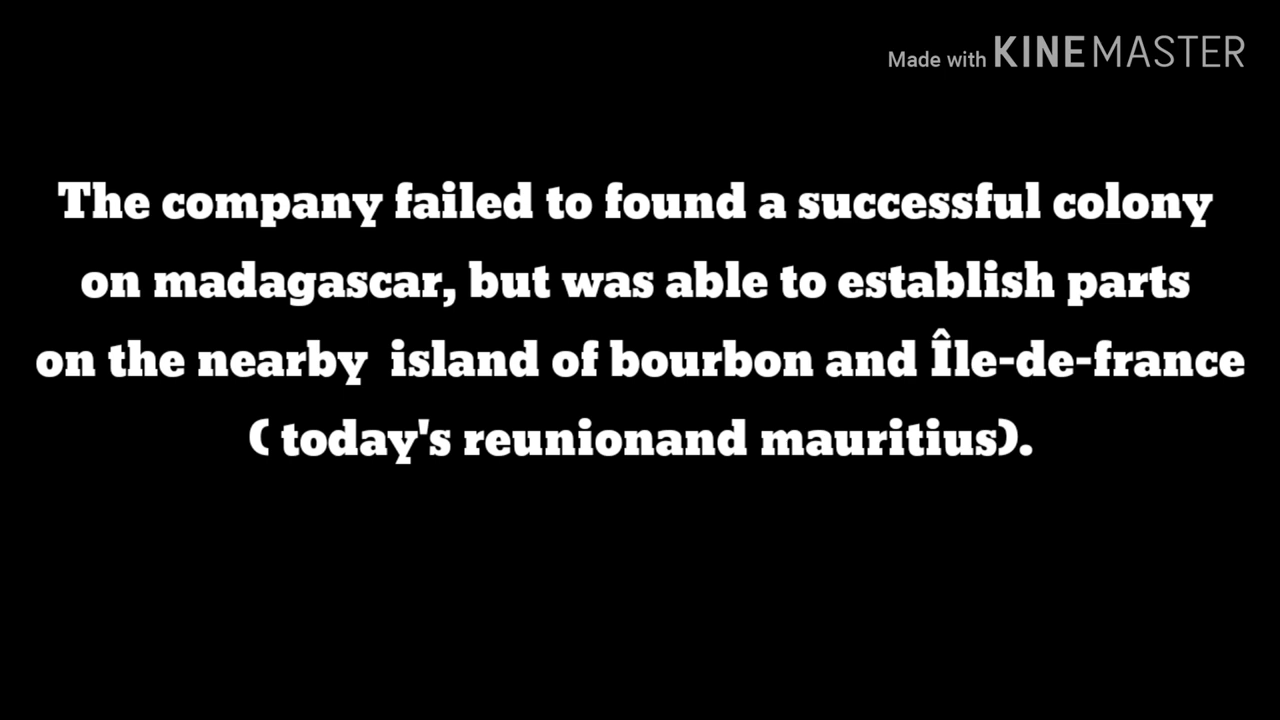 Made with KINEMASTER
The company failed to found a successful colony
on madagascar, but was able to establish parts
on the nearby island of bourbon and Île-de-france
( today's reunionand mauritius).